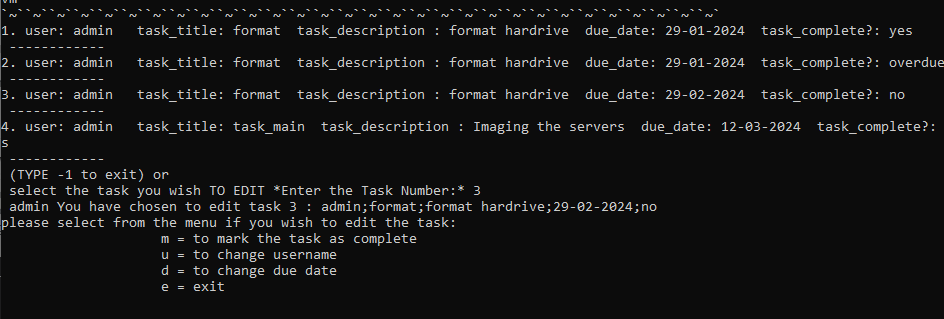 vm
`~`~``~``~``~``~``~``~``~``~``~``~``~``~``~``~``~``~``~``~``~``~``~``~``~``~``~``~``~``~`
1. user: admin   task_title: format  task_description : format hardrive  due_date: 29-01-2024  task_complete?: yes
 ------------
2. user: admin   task_title: format  task_description : format hardrive  due_date: 29-01-2024  task_complete?: overdue
 ------------
3. user: admin   task_title: format  task_description : format hardrive  due_date: 29-02-2024  task_complete?: no
 ------------
4. user: admin   task_title: task_main  task_description : Imaging the servers  due_date: 12-03-2024  task_complete?:
s
 ------------
 (TYPE -1 to exit) or
 select the task you wish TO EDIT *Enter the Task Number:* 3
 admin You have chosen to edit task 3 : admin;format;format hardrive;29-02-2024;no
please select from the menu if you wish to edit the task:
                    m = to mark the task as complete
                    u = to change username
                    d = to change due date
                    e = exit